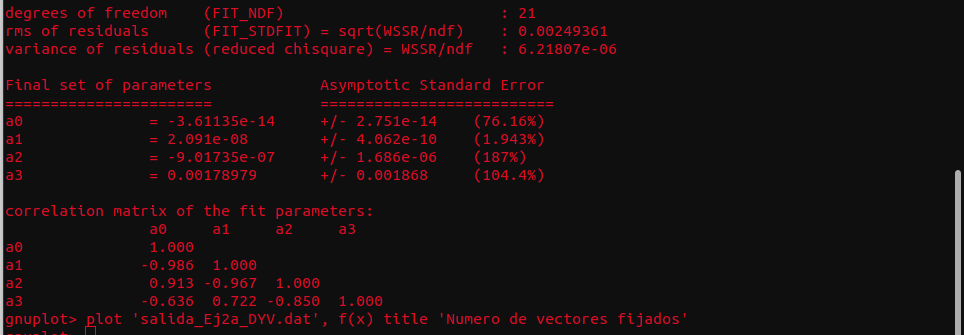 degrees of freedom    (FIT_NDF)                        : 21
rms of residuals      (FIT_STDFIT) = sqrt(WSSR/ndf)    : 0.00249361
variance of residuals (reduced chisquare) = WSSR/ndf   : 6.21807e-06
Final set of parameters            Asymptotic Standard Error
=======================            ==========================
a0              = -3.61135e-14     +/- 2.751e-14    (76.16%)
a1              = 2.091e-08        +/- 4.062e-10    (1.943%)
a2              = -9.01735e-07     +/- 1.686e-06    (187%)
a3              = 0.00178979       +/- 0.001868     (104.4%)
correlation matrix of the fit parameters:
                a0     a1     a2     a3
a0              1.000
a1             -0.986  1.000
a2              0.913 -0.967  1.000
a3             -0.636  0.722 -0.850  1.000
gnuplot> plot 'salida_Ej2a_DYV.dat', f(x) title 'Numero de vectores fijados'